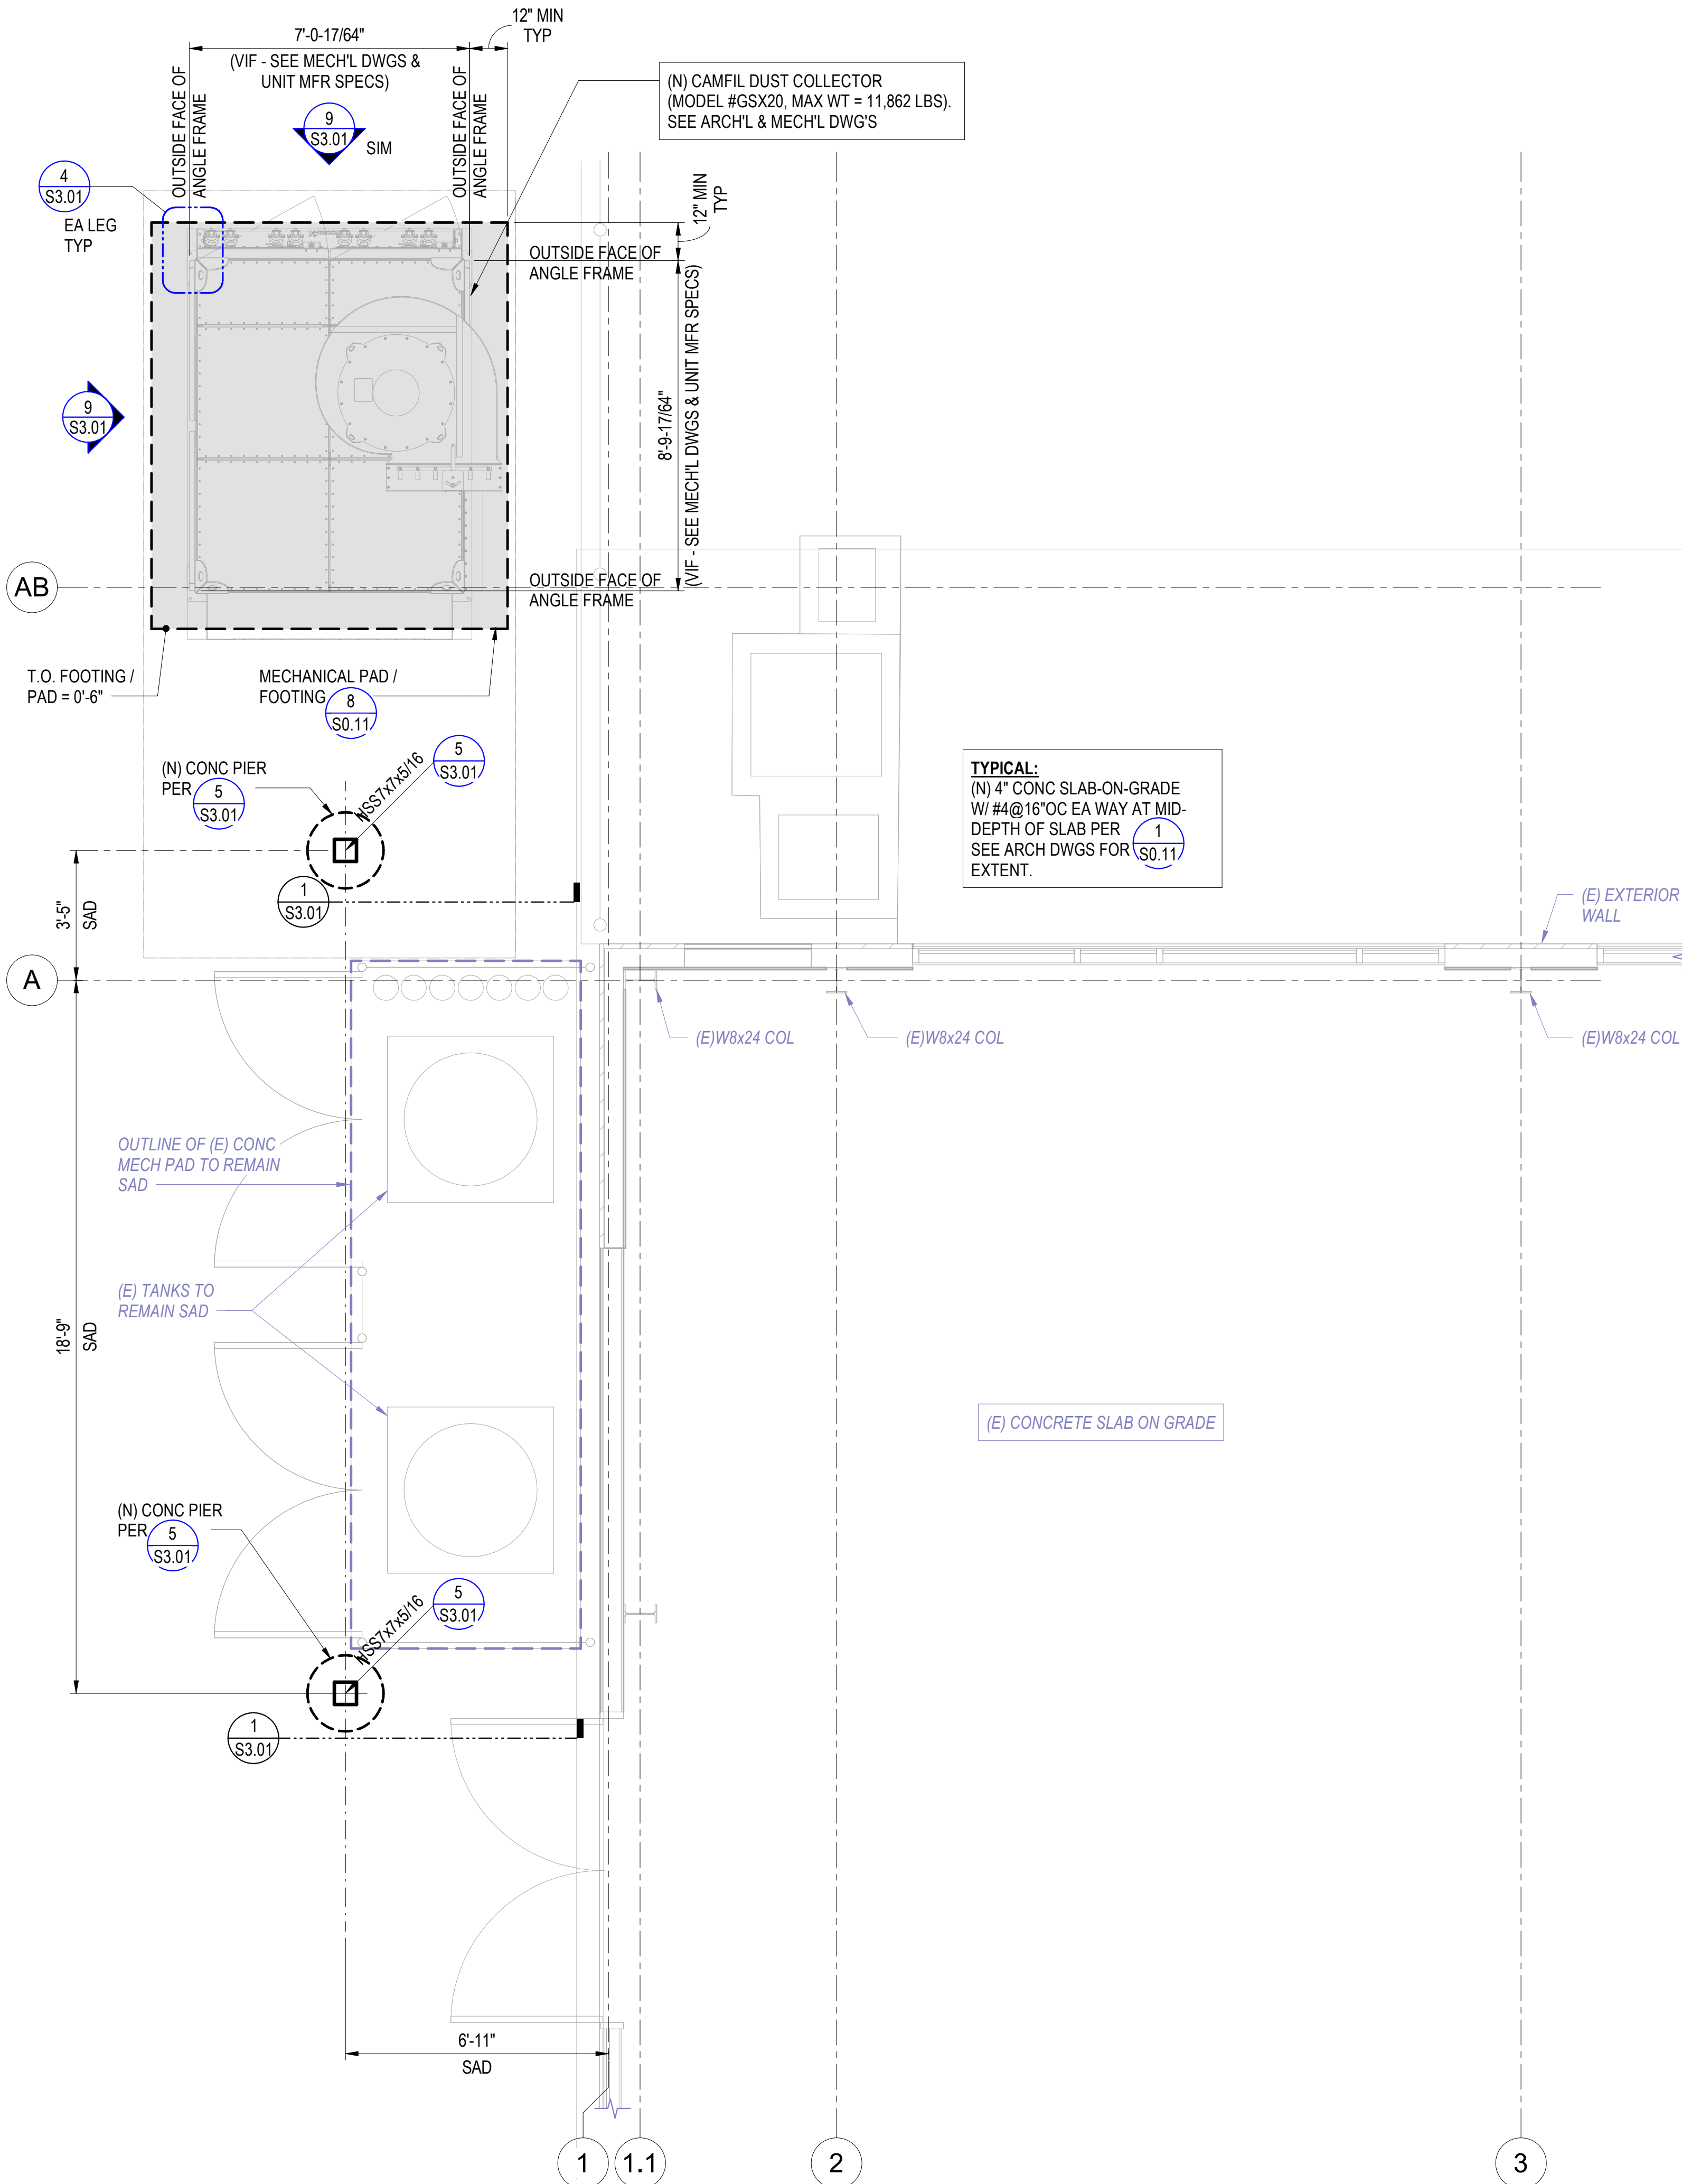 12" MIN
TYP
7'-0-17/64"
(VIF - SEE MECH'L DWGS &
UNIT MFR SPECS)
OUTSIDE FACE OF
ANGLE FRAME
OUTSIDE FACE OF
ANGLE FRAME
9
S3.01
SIM
(N) CAMFIL DUST COLLECTOR
(MODEL #GSX20, MAX WT = 11,862 LBS).
SEE ARCH'L & MECH'L DWG'S
4
S3.01
EA LEG
TYP
12" MIN
TYP
OUTSIDE FACE OF
ANGLE FRAME
8'-9-17/64"
(VIF - SEE MECH'L DWGS & UNIT MFR SPECS)
9
S3.01
AB
OUTSIDE FACE OF
ANGLE FRAME
T.O. FOOTING /
PAD = 0'-6"
MECHANICAL PAD /
FOOTING
8
S0.11
(N) CONC PIER
PER
5
S3.01
HSS7x7x5/16
5
S3.01
TYPICAL:
(N) 4" CONC SLAB-ON-GRADE
W/ #4@16"OC EA WAY AT MID-
DEPTH OF SLAB PER
SEE ARCH DWGS FOR
EXTENT.
1
S0.11
1
S3.01
3'-5"
SAD
(E) EXTERIOR
WALL
A
(E)W8x24 COL
(E)W8x24 COL
(E)W8x24 COL
OUTLINE OF (E) CONC
MECH PAD TO REMAIN
SAD
(E) TANKS TO
REMAIN SAD
18'-9"
SAD
(E) CONCRETE SLAB ON GRADE
(N) CONC PIER
PER
5
S3.01
HSS7x7x5/16
5
S3.01
1
S3.01
6'-11"
SAD
1
1.1
2
3